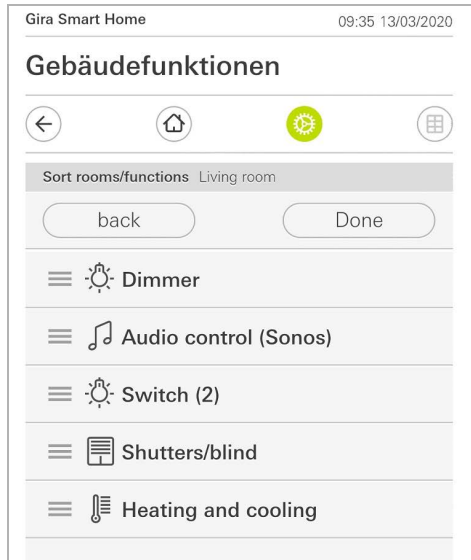 Gira Smart Home 09:35 13/03/2020
Gebäudefunktionen
Sort rooms/functions Living room
back Done
Dimmer
Audio control (Sonos)
Switch (2)
Shutters/blind
Heating and cooling